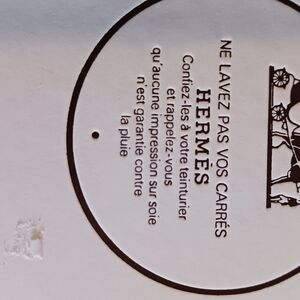 NE LAVEZ PAS VOS CARRÉS
HERMÈS
Confiez-les à votre teinturier
et rappelez-vous
qu'aucune impression sur soie
n'est garantie contre
la pluie